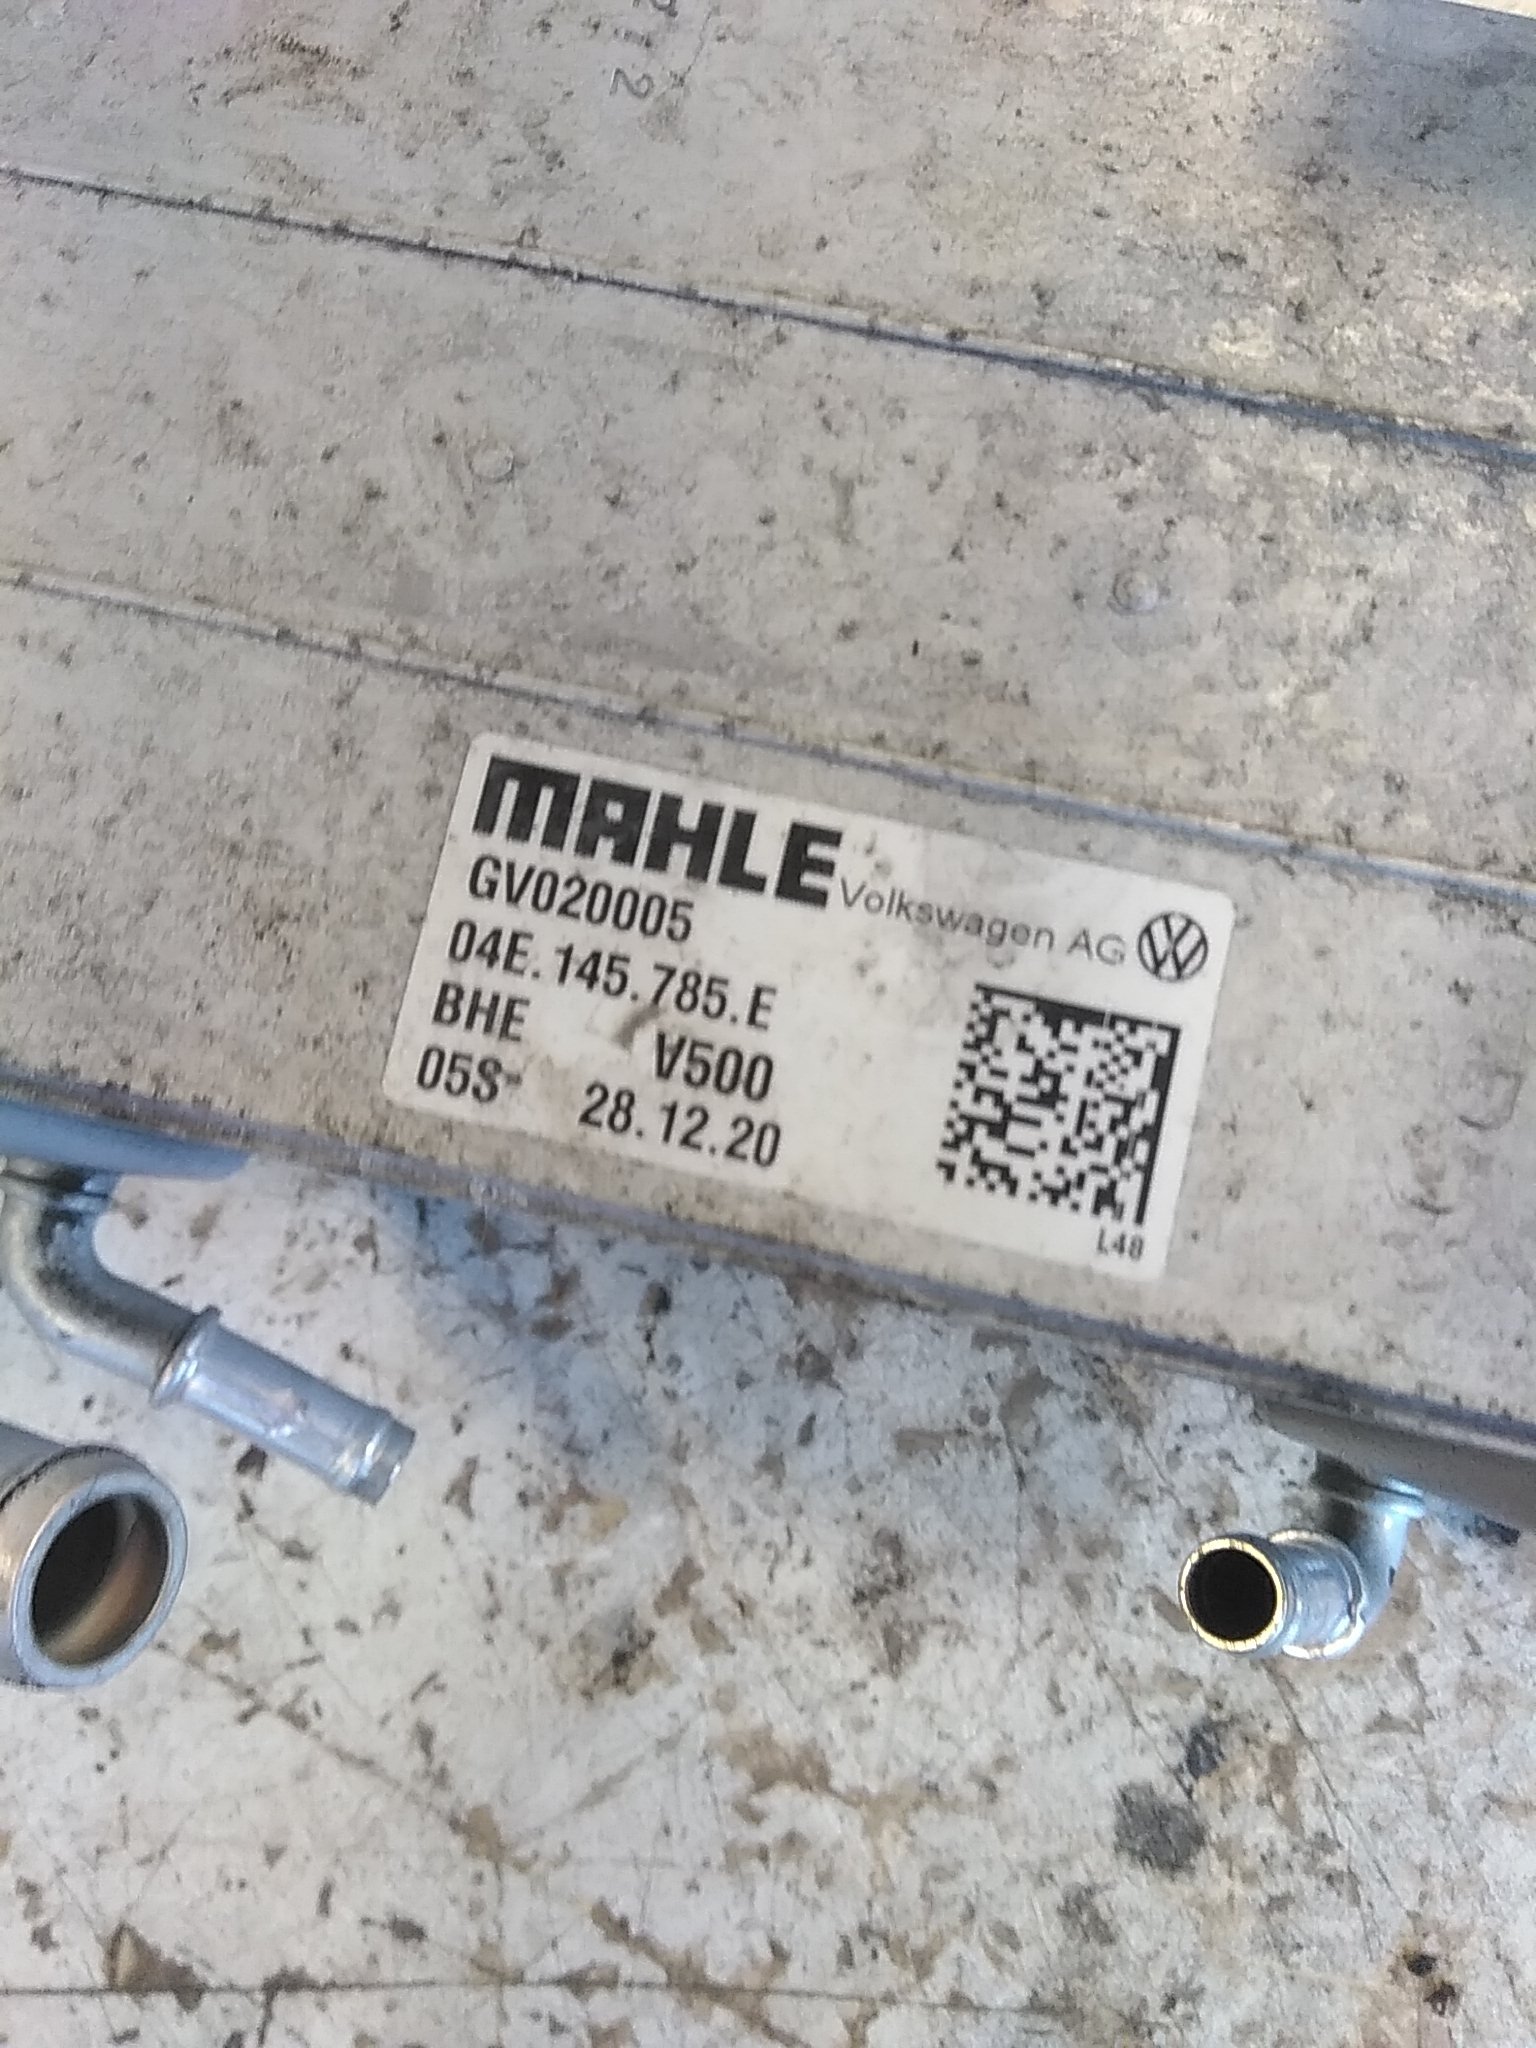 MAHLE
Volkswagen AG
GV020005
04E.145.785.E
BHE V500
05S 28.12.20
L48